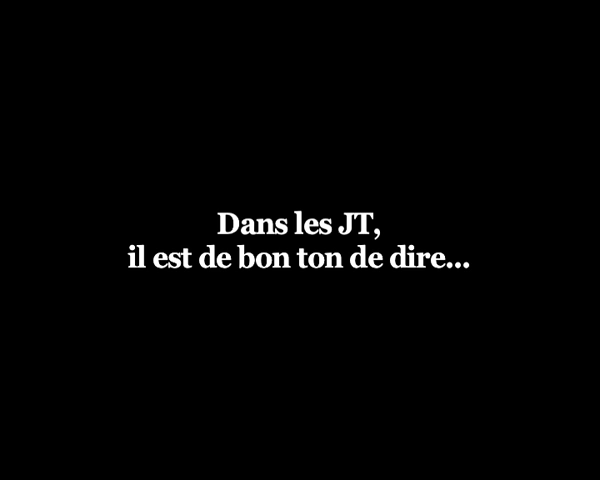 Dans les JT,
il est de bon ton de dire...